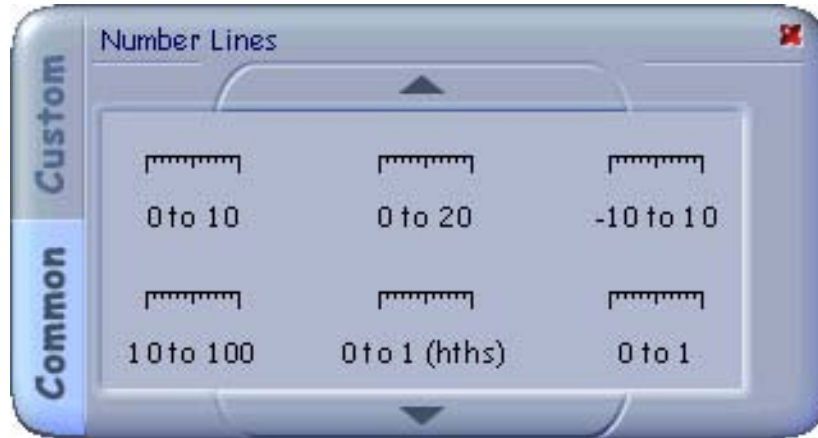 Number Lines
Custom
Common
0 to 10
0 to 20
-10 to 10
10 to 100
0 to 1 (hths)
0 to 1